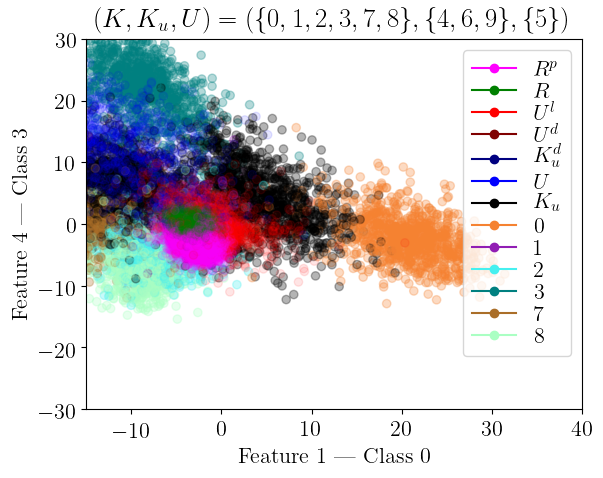 (K, K_u, U) = ({0, 1, 2, 3, 7, 8}, {4, 6, 9}, {5})
30
20
10
0
−10
−20
−30
Feature 4 — Class 3
R^p
R
U^l
U^d
K_u^d
U
K_u
0
1
2
3
7
8
−10
0
10
20
30
40
Feature 1 — Class 0